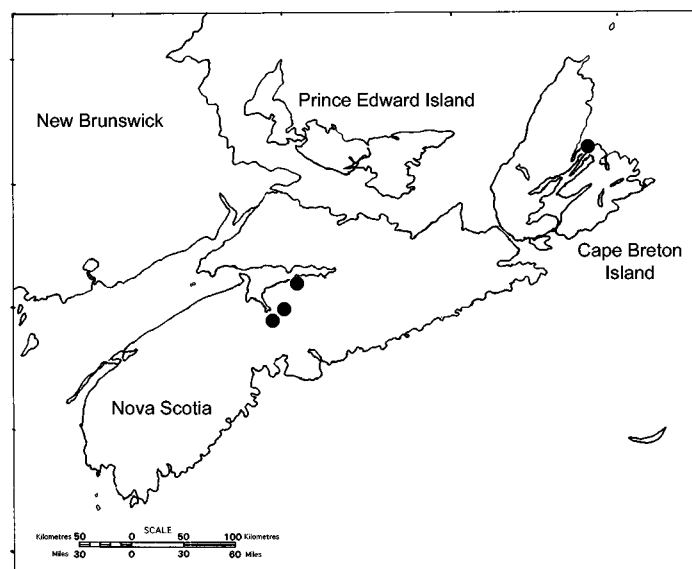 New Brunswick
Prince Edward Island
Cape Breton
Island
Nova Scotia
SCALE
Kilometres 50 0 50 100 Kilometres
Miles 30 0 30 60 Miles